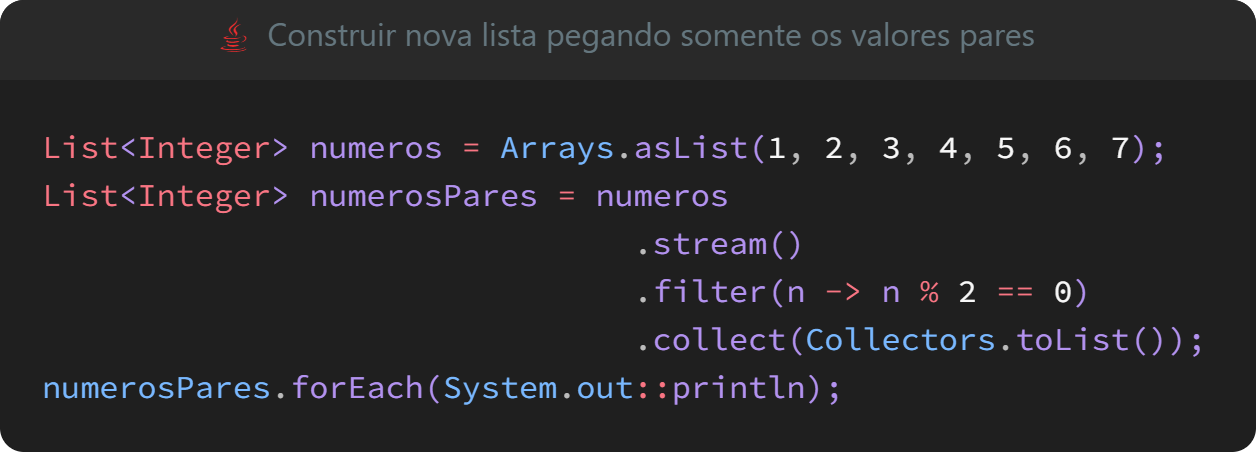 Construir nova lista pegando somente os valores pares
List<Integer> numeros = Arrays.asList(1, 2, 3, 4, 5, 6, 7);
List<Integer> numerosPares = numeros
.stream()
.filter(n -> n % 2 == 0)
.collect(Collectors.toList());
numerosPares.forEach(System.out::println);